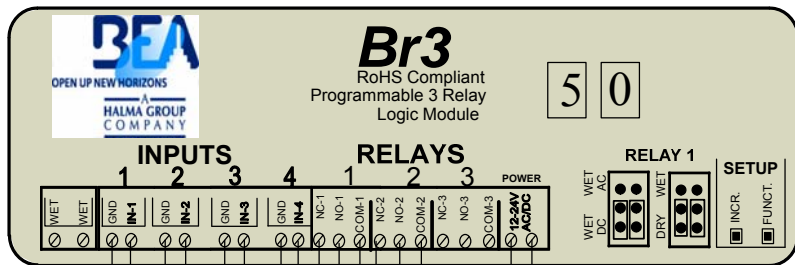 BEA
OPEN UP NEW HORIZONS
A
HALMA GROUP
COMPANY
Br3
RoHS Compliant
Programmable 3 Relay
Logic Module
5 0
INPUTS
1 2 3 4
RELAYS
1 2 3
POWER
WET WET GND IN-1 GND IN-2 GND IN-3 GND IN-4 NC-1 NC-1 COM-1 NC-2 NO-2 COM-2 NC-3 NO-3 COM-3 12-24V
AC/DC
RELAY 1
WET
AC
WET
DC
WET
DRY
SETUP
INCR.
FUNCT.